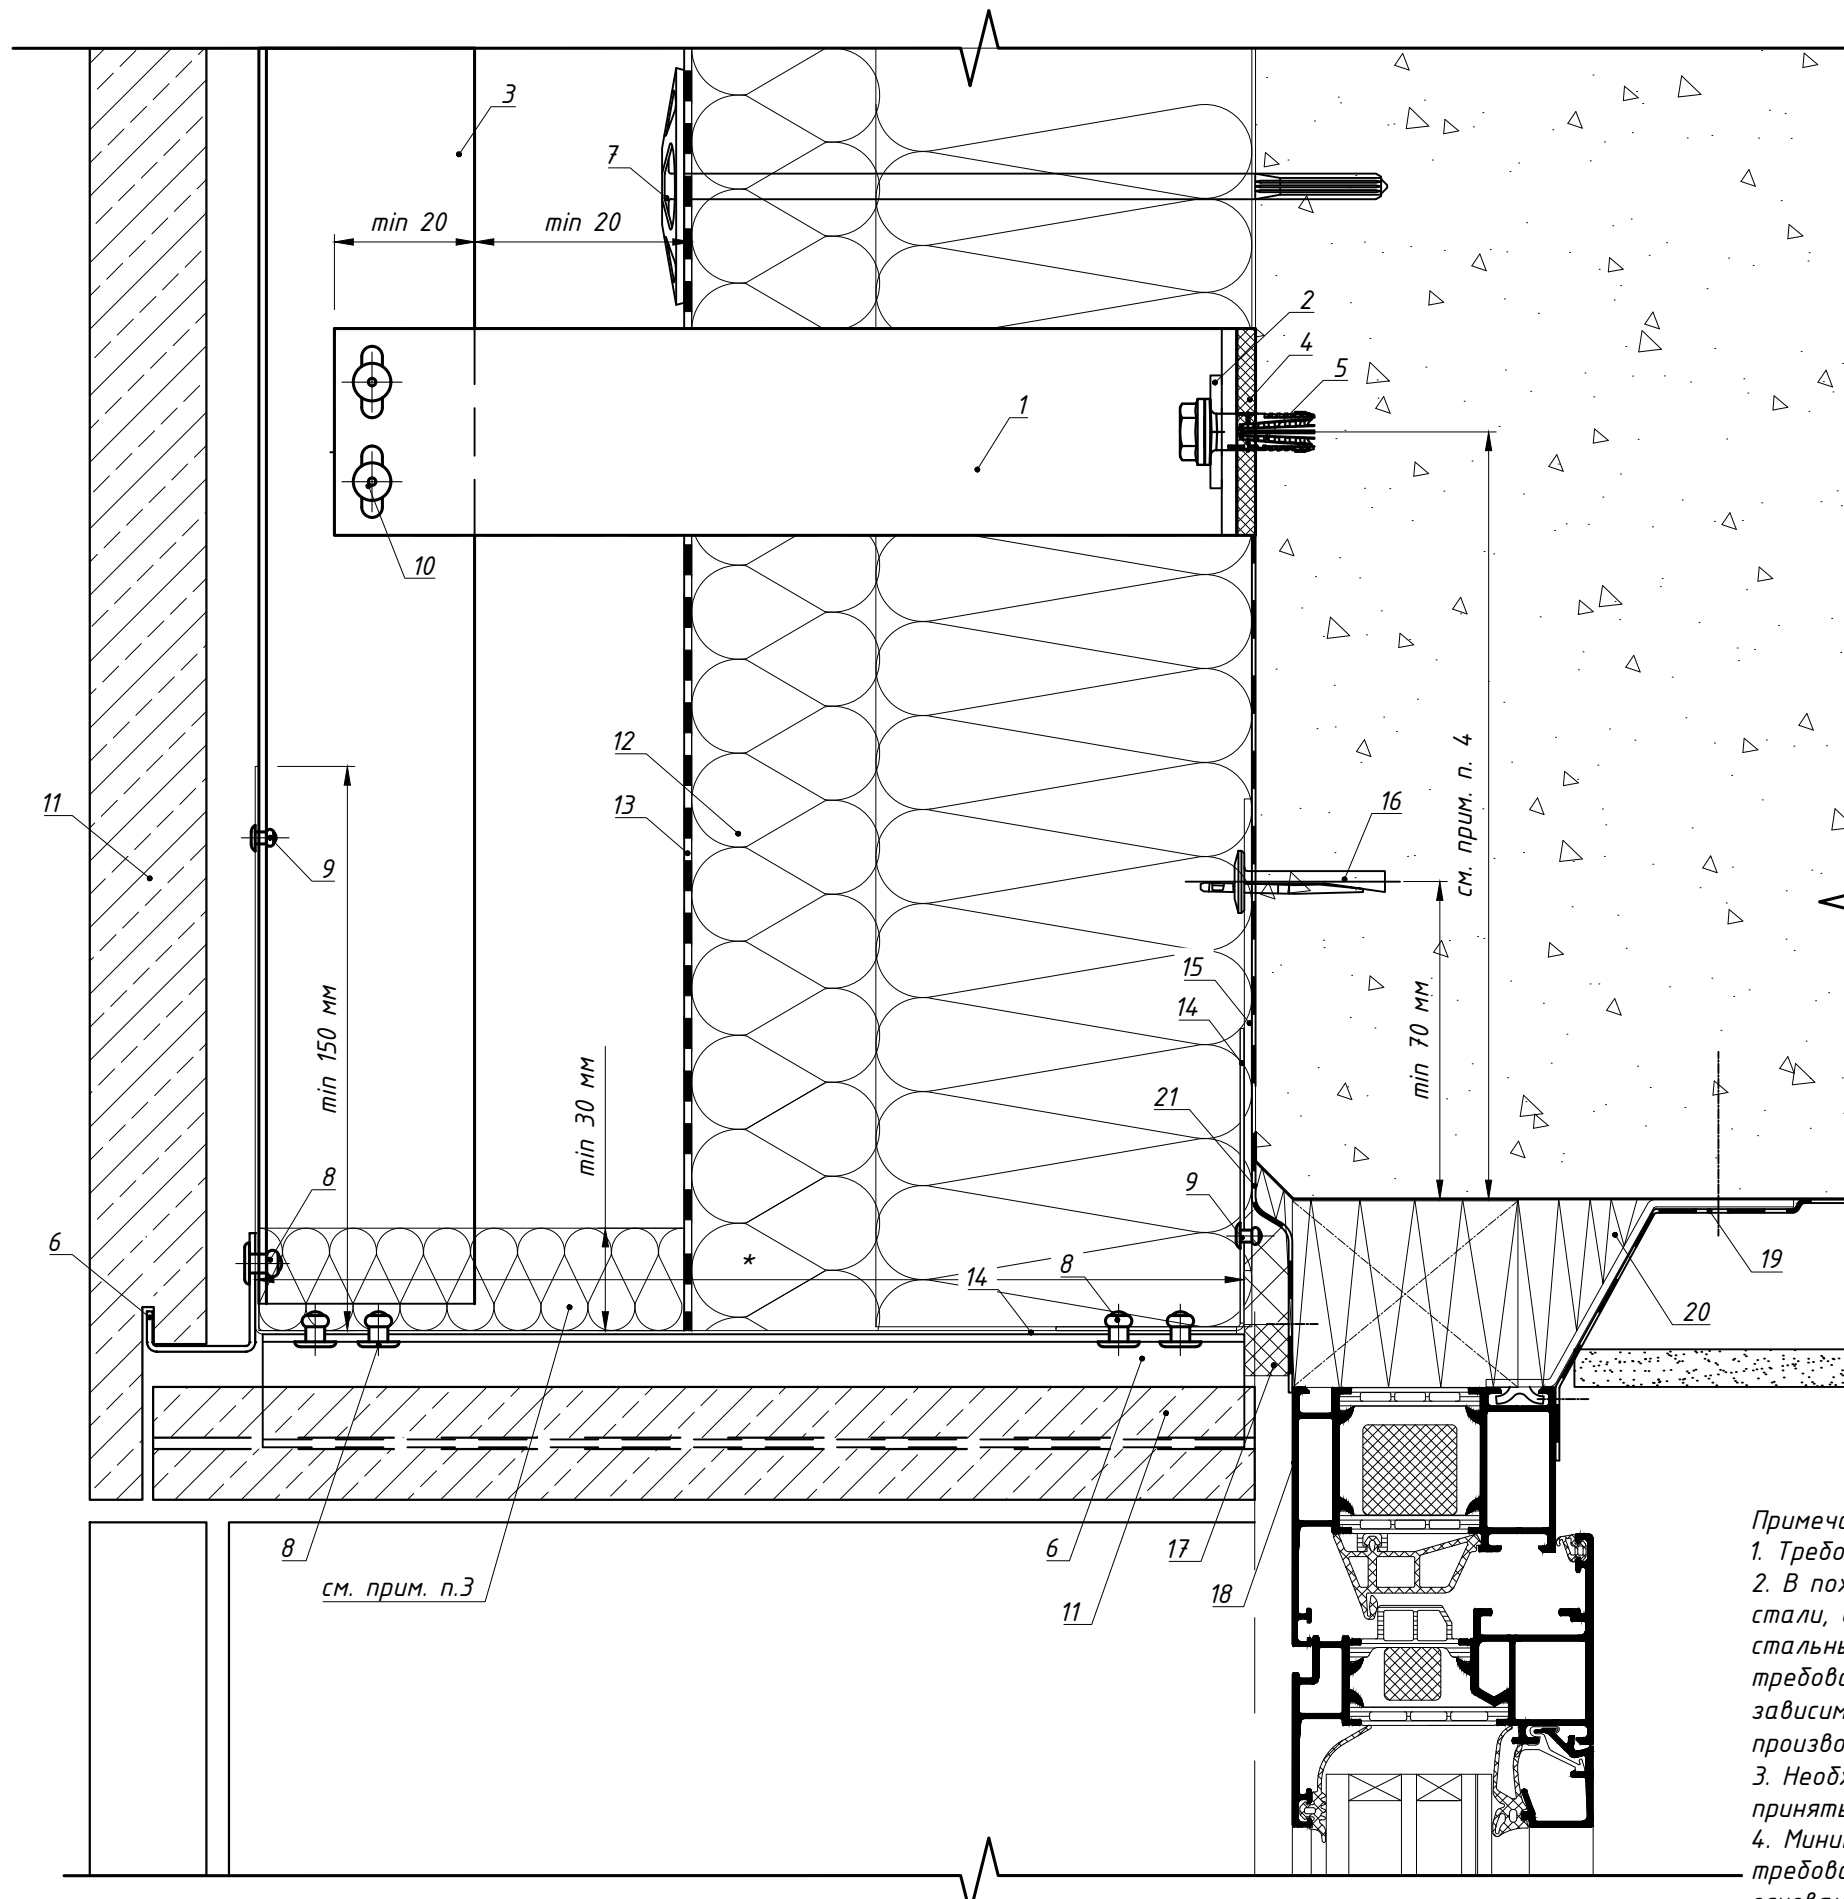 3
7
min 20
min 20
2
4
5
1
10
12
13
11
9
16
см. прим. п. 4
15
14
min 70 мм
min 150 мм
min 30 мм
21
8
9
6
*
14
8
19
20
8
см. прим. п.3
6
17
18
11
Примеча
1. Требо
2. В пож
стали, 
стальны
требова
зависим
произво
3. Необх
принять
4. Мини
требова